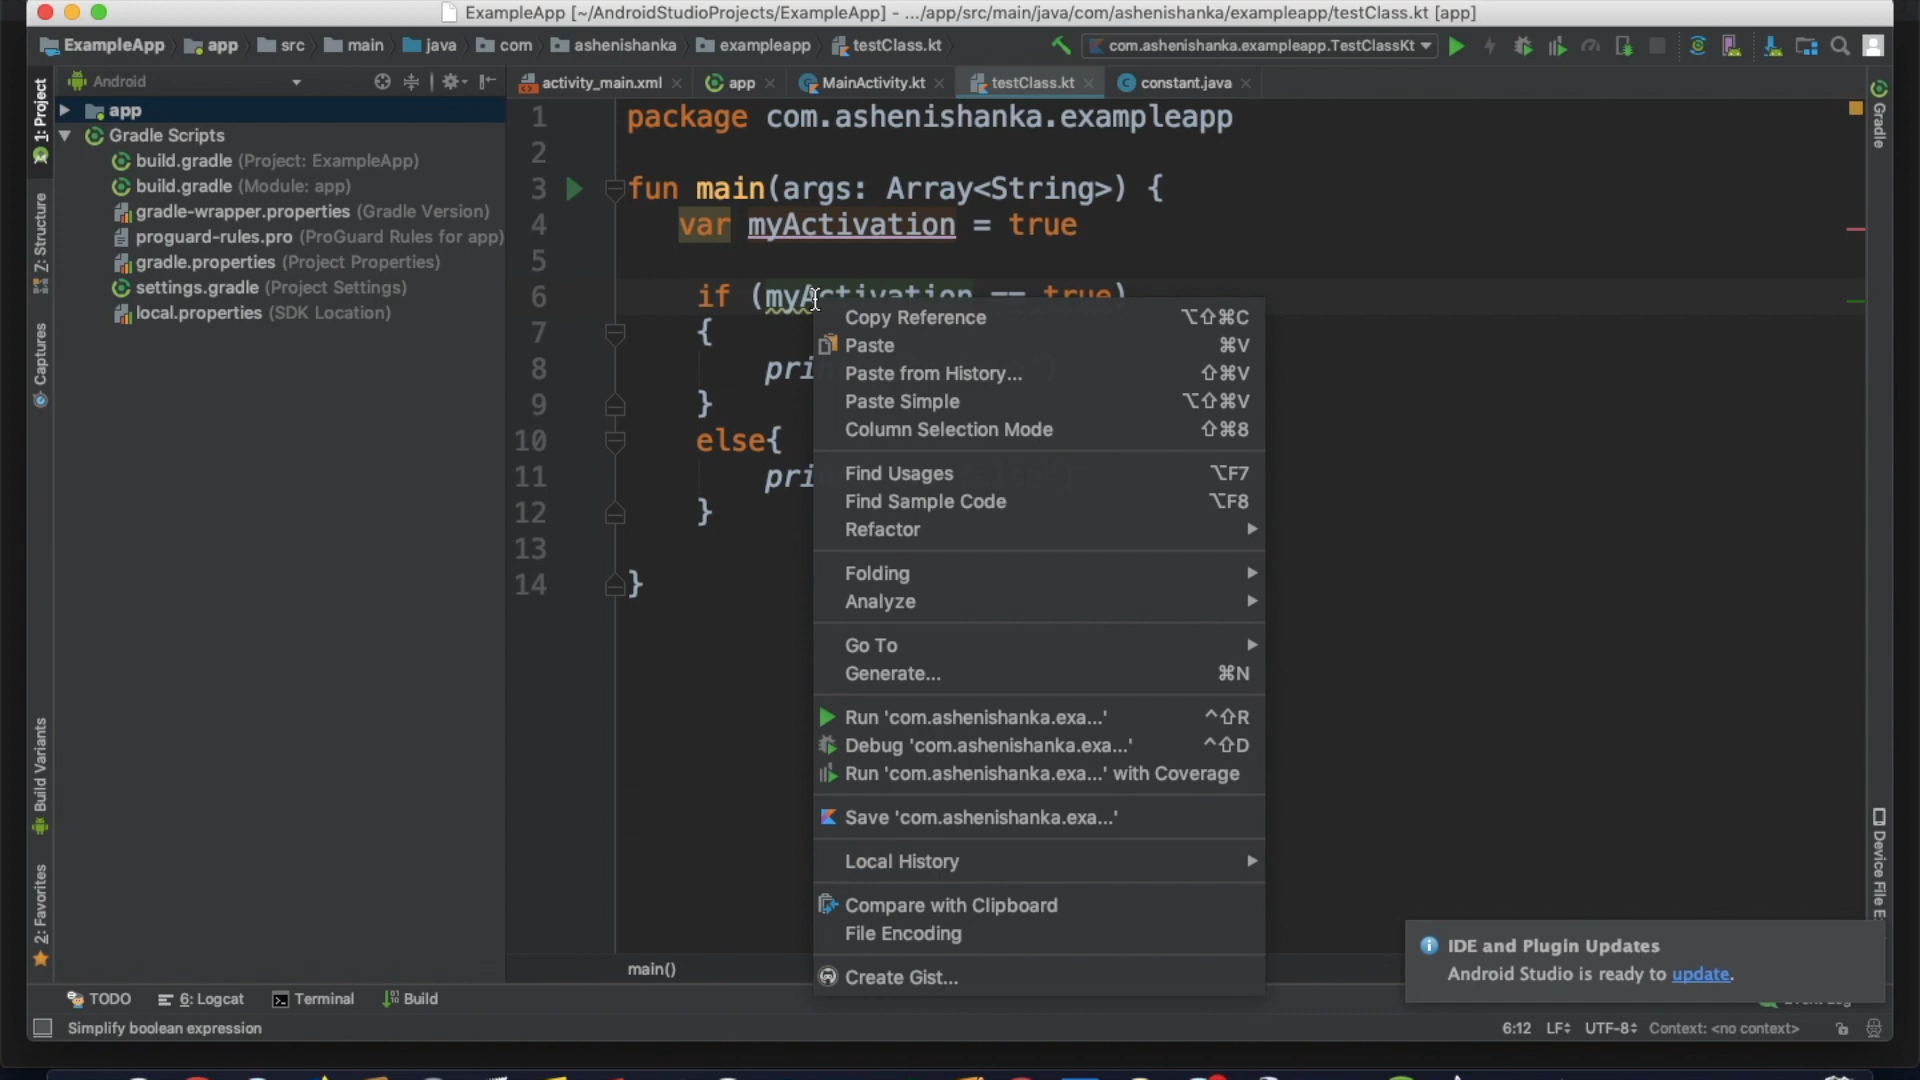 ExampleApp [~/AndroidStudioProjects/ExampleApp] - .../app/src/main/java/com/ashenishanka/exampleapp/testClass.kt [app]
ExampleApp app src main java com ashenishanka exampleapp testClass.kt com.ashenishanka.exampleapp.TestClassKt
Android
activity_main.xml app MainActivity.kt testClass.kt constant.java
1: Project
Z: Structure
Captures
Build Variants
2: Favorites
app
Gradle Scripts
build.gradle (Project: ExampleApp)
build.gradle (Module: app)
gradle-wrapper.properties (Gradle Version)
proguard-rules.pro (ProGuard Rules for app)
gradle.properties (Project Properties)
settings.gradle (Project Settings)
local.properties (SDK Location)
1 package com.ashenishanka.exampleapp
2
3 fun main(args: Array<String>) {
4 var myActivation = true
5
6 if (myActivation == true)
7 {
8 pri
9 }
10 else{
11 pri
12 }
13
14 }
Copy Reference ⌥⇧⌘C
Paste ⌘V
Paste from History... ⇧⌘V
Paste Simple ⌥⇧⌘V
Column Selection Mode ⇧⌘8
Find Usages ⌥F7
Find Sample Code ⌥F8
Refactor
Folding
Analyze
Go To
Generate... ⌘N
Run 'com.ashenishanka.exa...' ^⇧R
Debug 'com.ashenishanka.exa...' ^⇧D
Run 'com.ashenishanka.exa...' with Coverage
Save 'com.ashenishanka.exa...'
Local History
Compare with Clipboard
File Encoding
Create Gist...
Gradle
Device File E
IDE and Plugin Updates
Android Studio is ready to update.
main()
TODO 6: Logcat Terminal Build
Simplify boolean expression 6:12 LF UTF-8 Context: <no context>